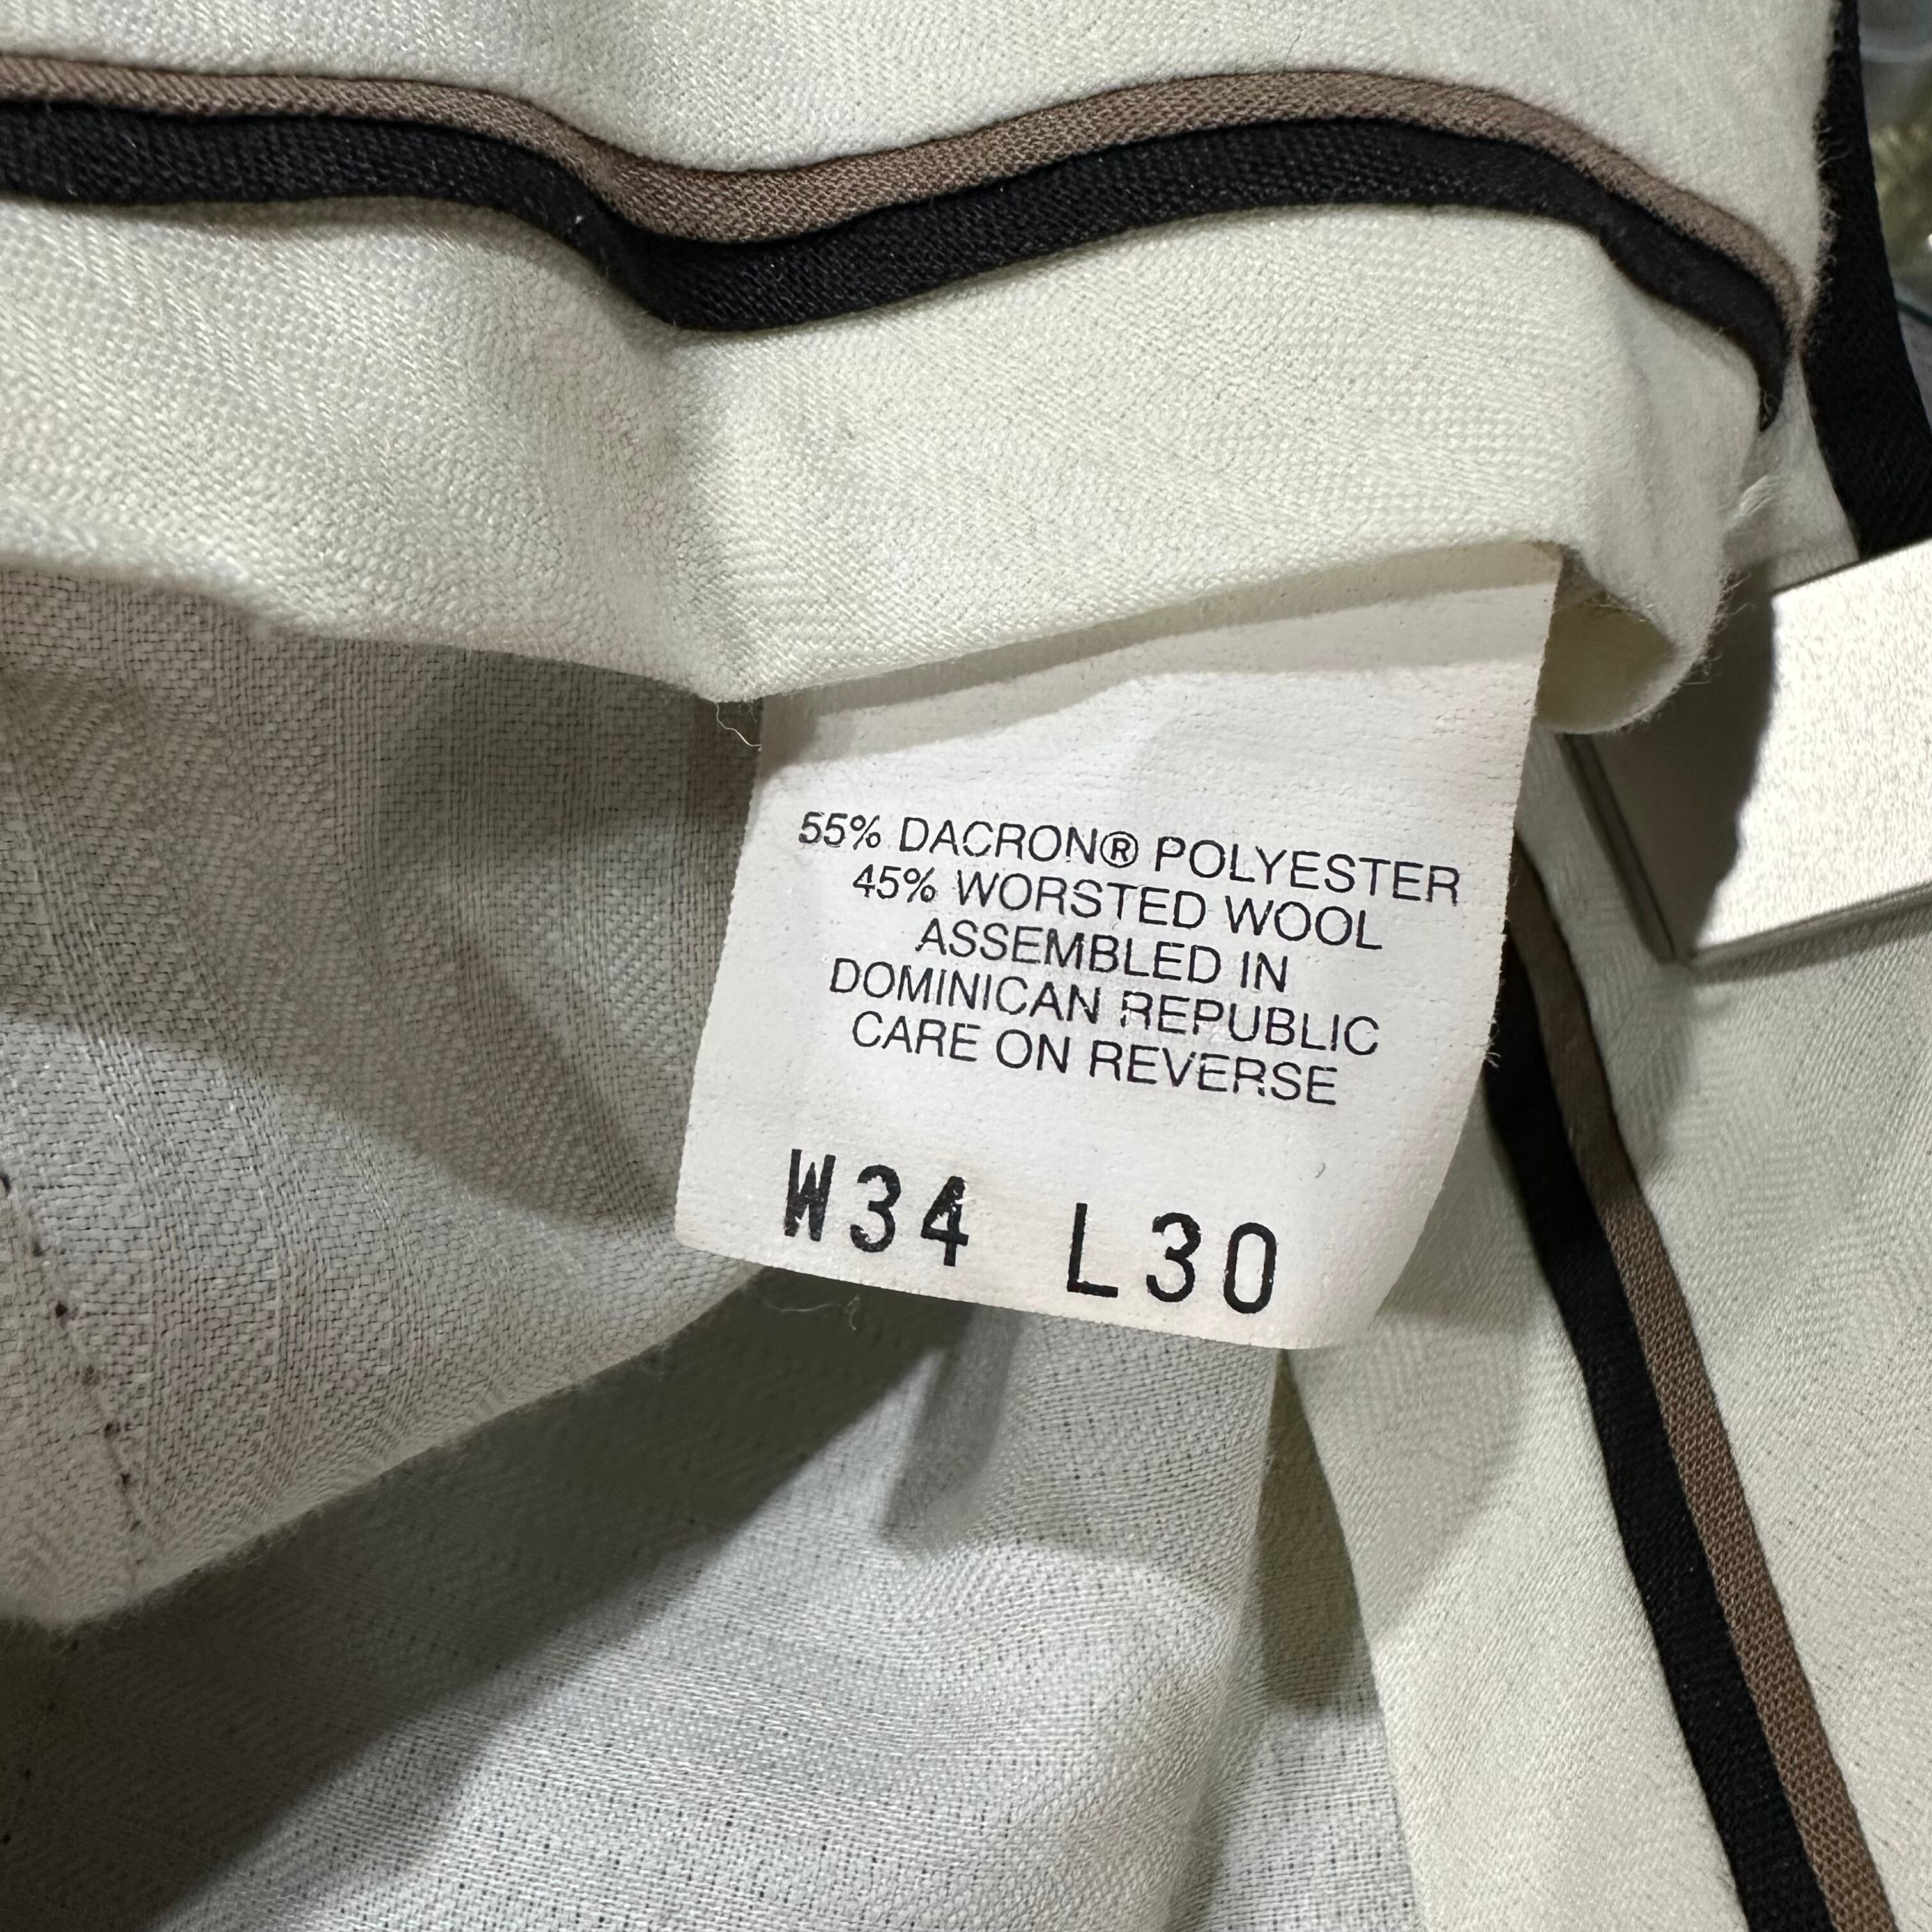 55% DACRON® POLYESTER
45% WORSTED WOOL
ASSEMBLED IN
DOMINICAN REPUBLIC
CARE ON REVERSE
W34 L30